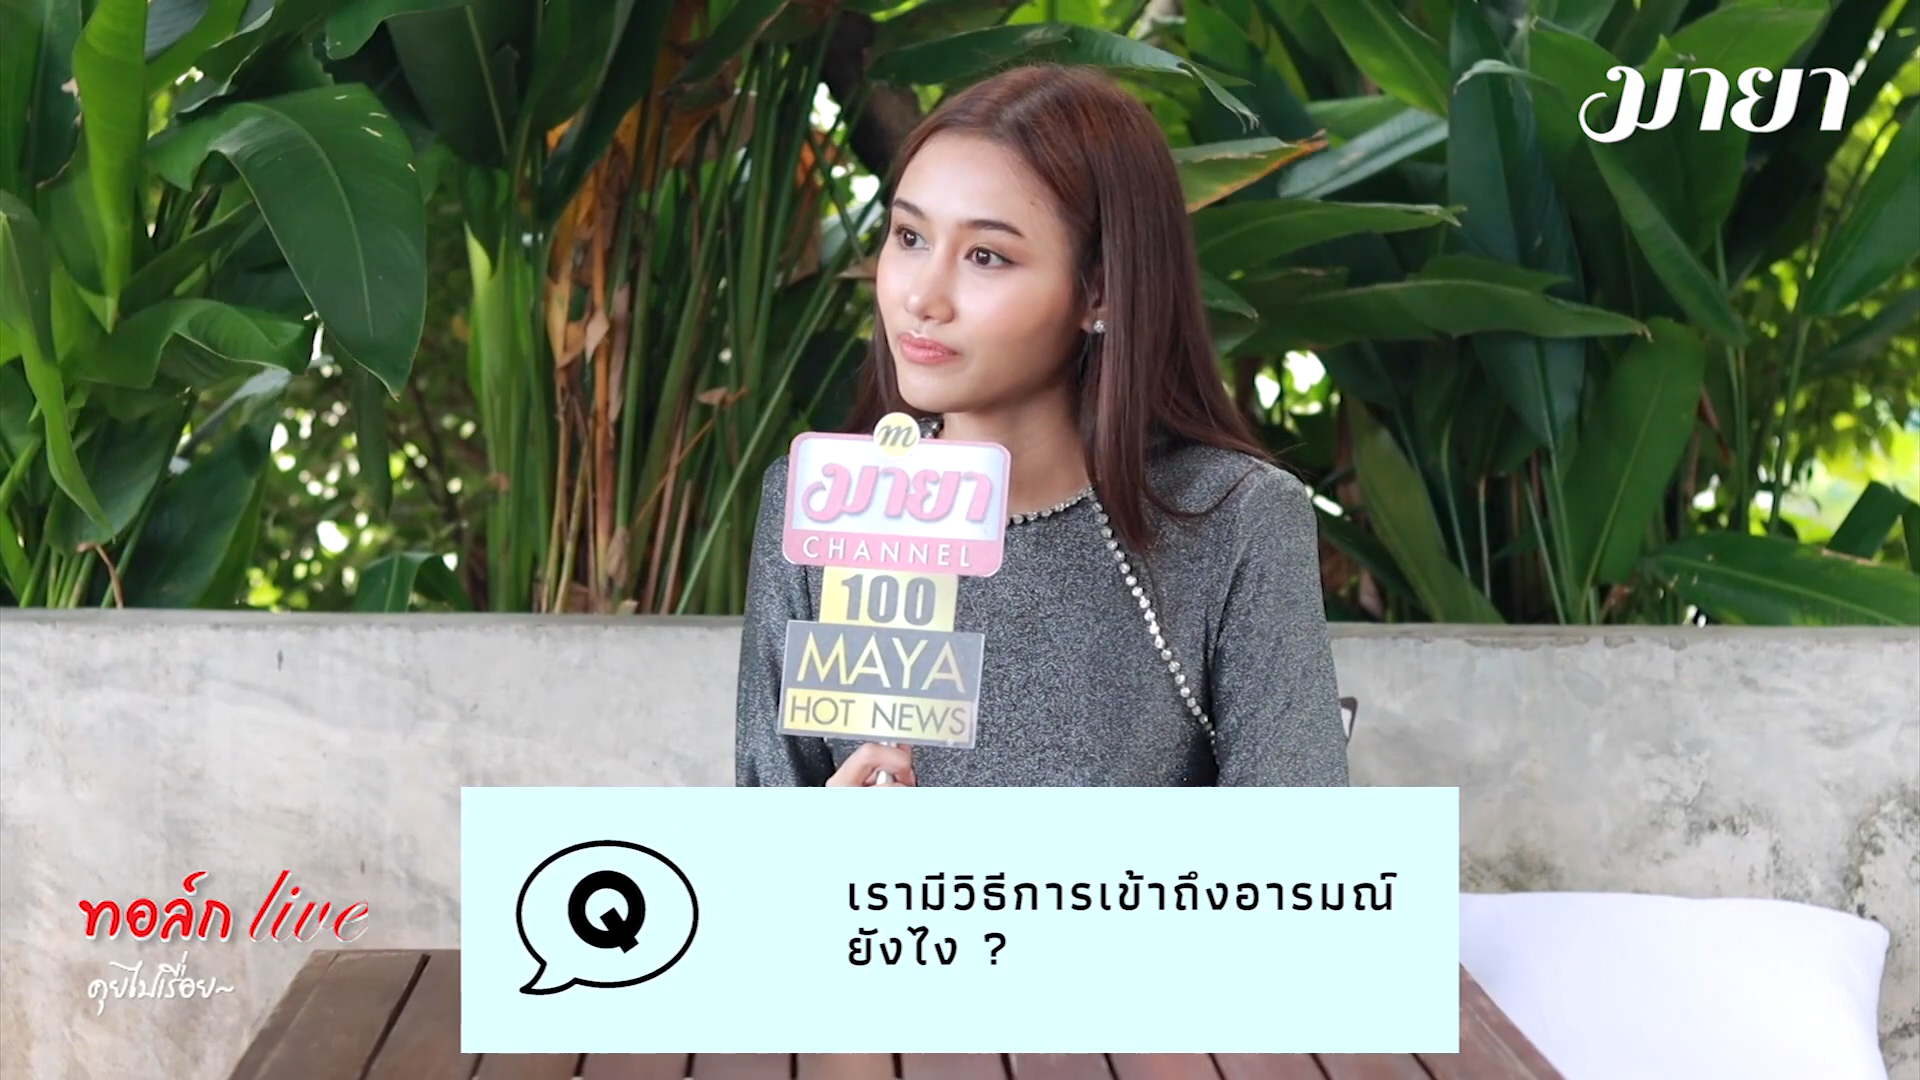 มายา
m
มายา
CHANNEL
100
MAYA
HOT NEWS
ทอล์ก live
คุยไปเรื่อย~
Q
เรามีวิธีการเข้าถึงอารมณ์
ยังไง ?